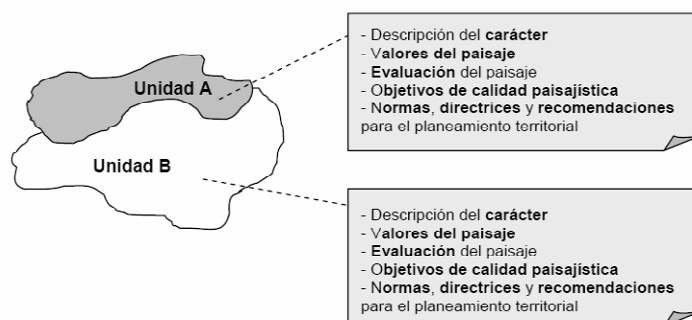 Unidad A
Unidad B
- Descripción del carácter
- Valores del paisaje
- Evaluación del paisaje
- Objetivos de calidad paisajística
- Normas, directrices y recomendaciones
para el planeamiento territorial
- Descripción del carácter
- Valores del paisaje
- Evaluación del paisaje
- Objetivos de calidad paisajística
- Normas, directrices y recomendaciones
para el planeamiento territorial